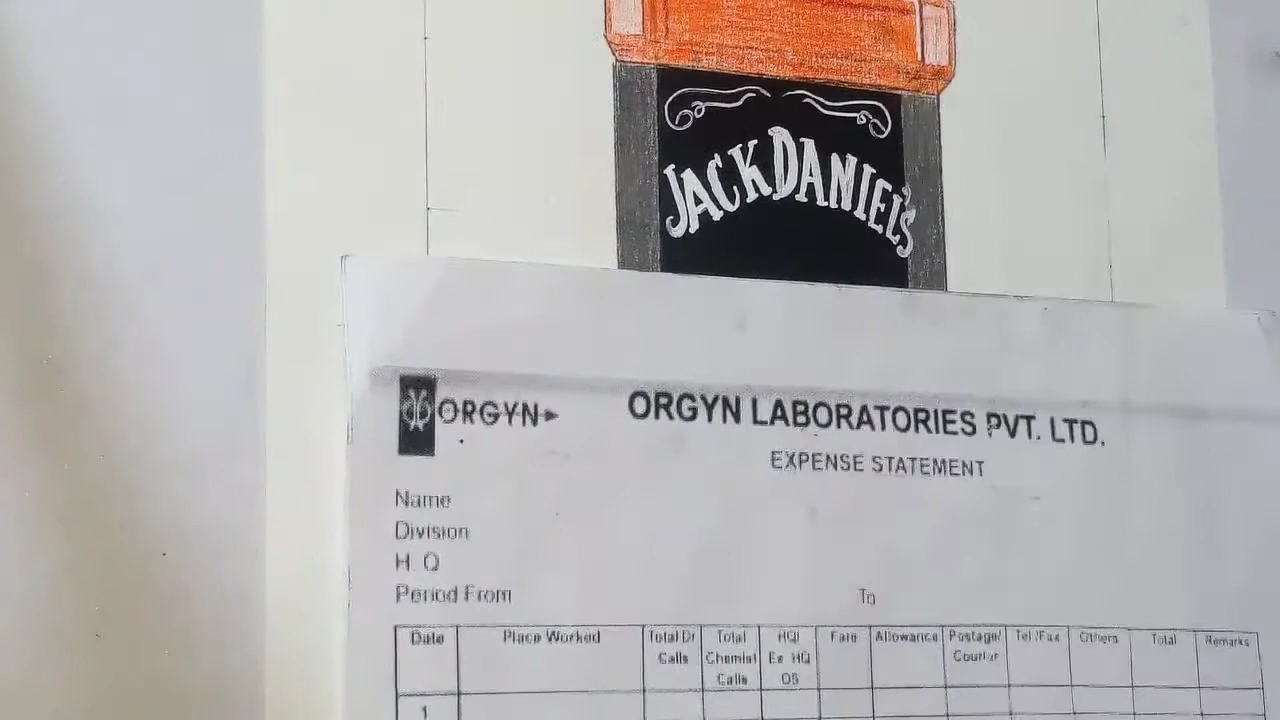 JACK DANIEL'S
ORGYN
ORGYN LABORATORIES PVT. LTD.
EXPENSE STATEMENT
Name
Division
H. Q
Period From To
Date Place Worked Total Dr Calls Total Chemist Calls HQ/ Ex HQ OS Fare Allowance Postage/ Courier Tel./Fax Others Total Remarks
1